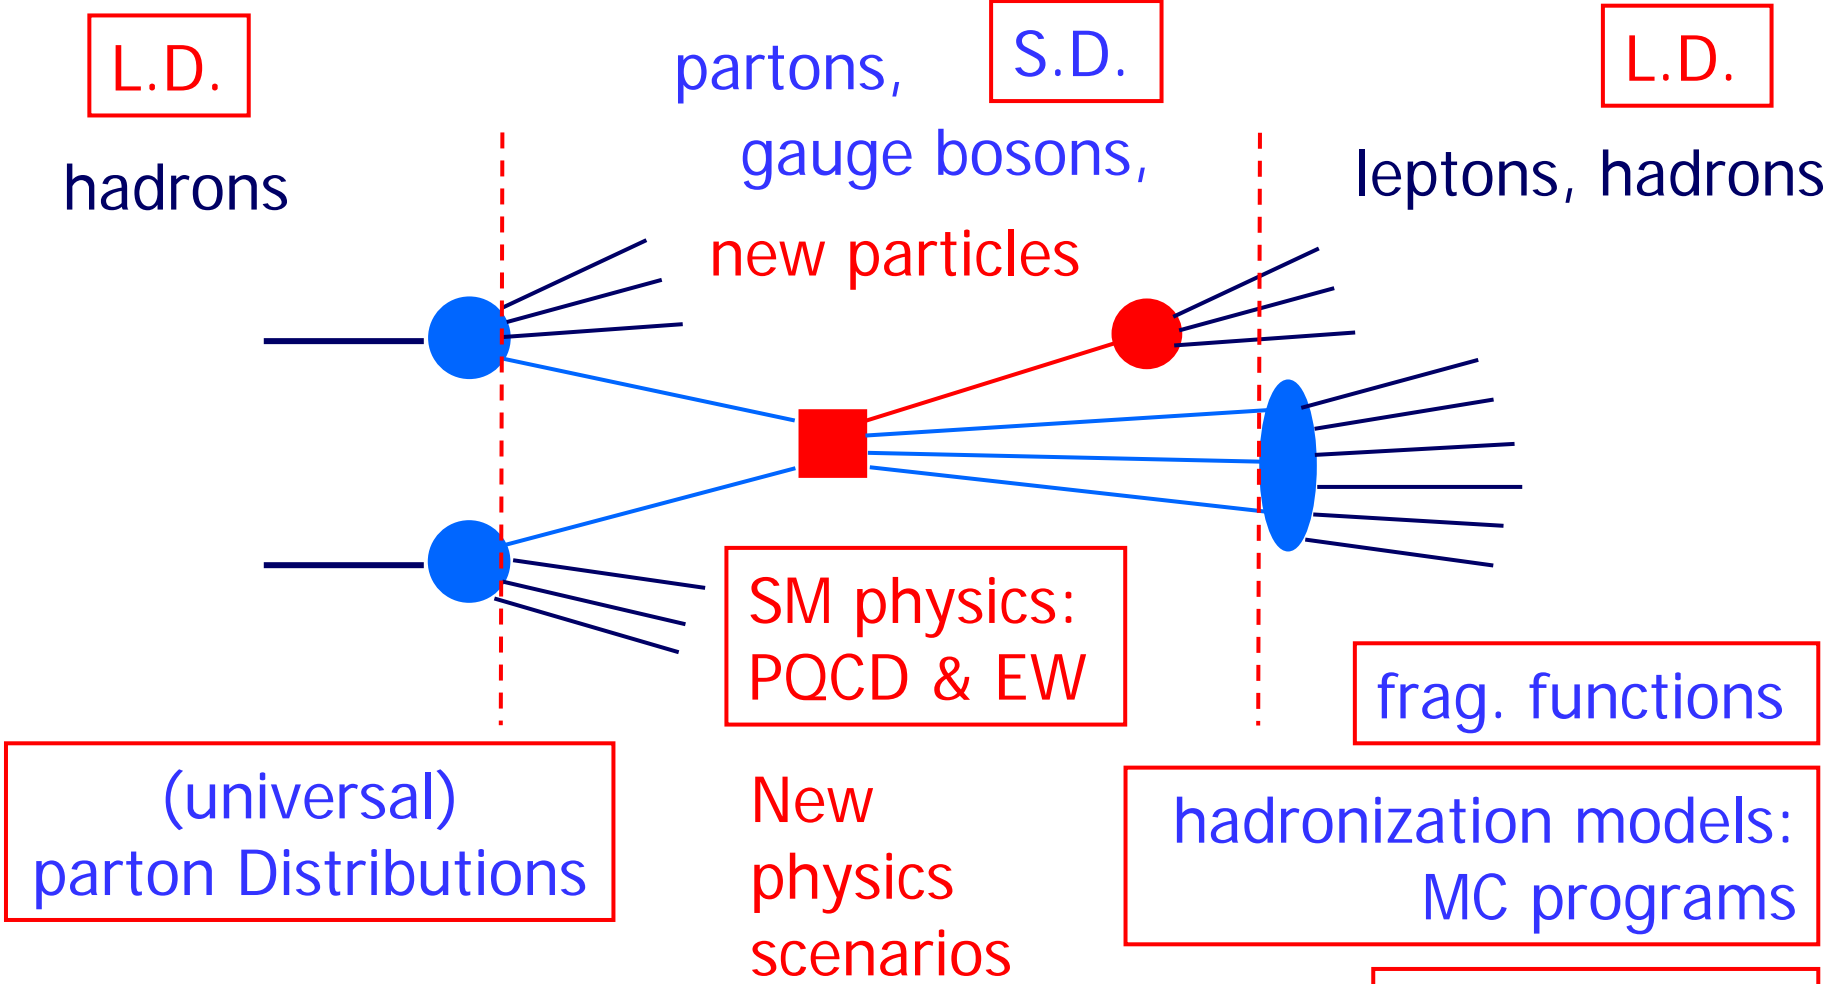 L.D.
hadrons
partons,
S.D.
gauge bosons,
new particles
L.D.
leptons, hadrons
SM physics:
PQCD & EW
frag. functions
(universal)
parton Distributions
New
physics
scenarios
hadronization models:
MC programs